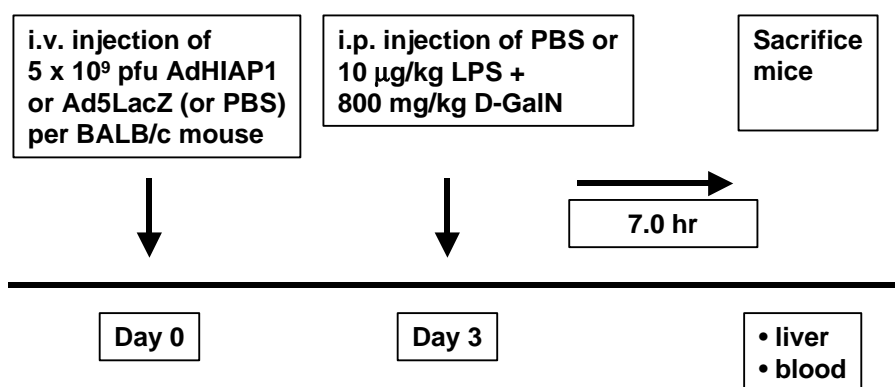 i.v. injection of
5 x 10⁹ pfu AdHIAP1
or Ad5LacZ (or PBS)
per BALB/c mouse
i.p. injection of PBS or
10 μg/kg LPS +
800 mg/kg D-GalN
Sacrifice
mice
7.0 hr
Day 0
Day 3
• liver
• blood